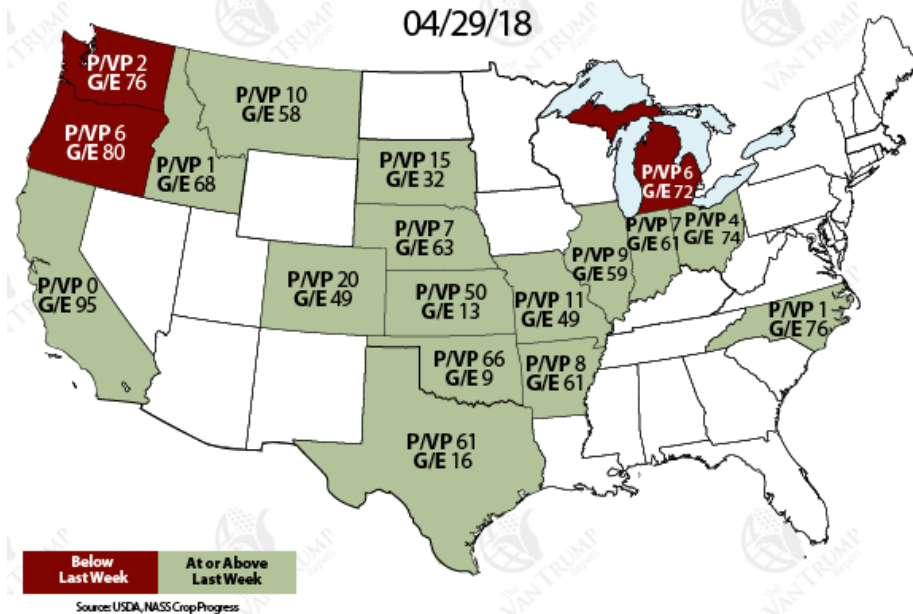 04/29/18
P/VP 2
G/E 76
P/VP 6
G/E 80
P/VP 1
G/E 68
P/VP 10
G/E 58
P/VP 15
G/E 32
P/VP 7
G/E 63
P/VP 20
G/E 49
P/VP 50
G/E 13
P/VP 0
G/E 95
P/VP 66
G/E 9
P/VP 61
G/E 16
P/VP 11
G/E 49
P/VP 8
G/E 61
P/VP 9
G/E 59
P/VP 7
G/E 61
P/VP 4
G/E 74
P/VP 6
G/E 72
P/VP 1
G/E 76
Below
Last Week
At or Above
Last Week
Source: USDA, NASS Crop Progress
The
VAN TRUMP